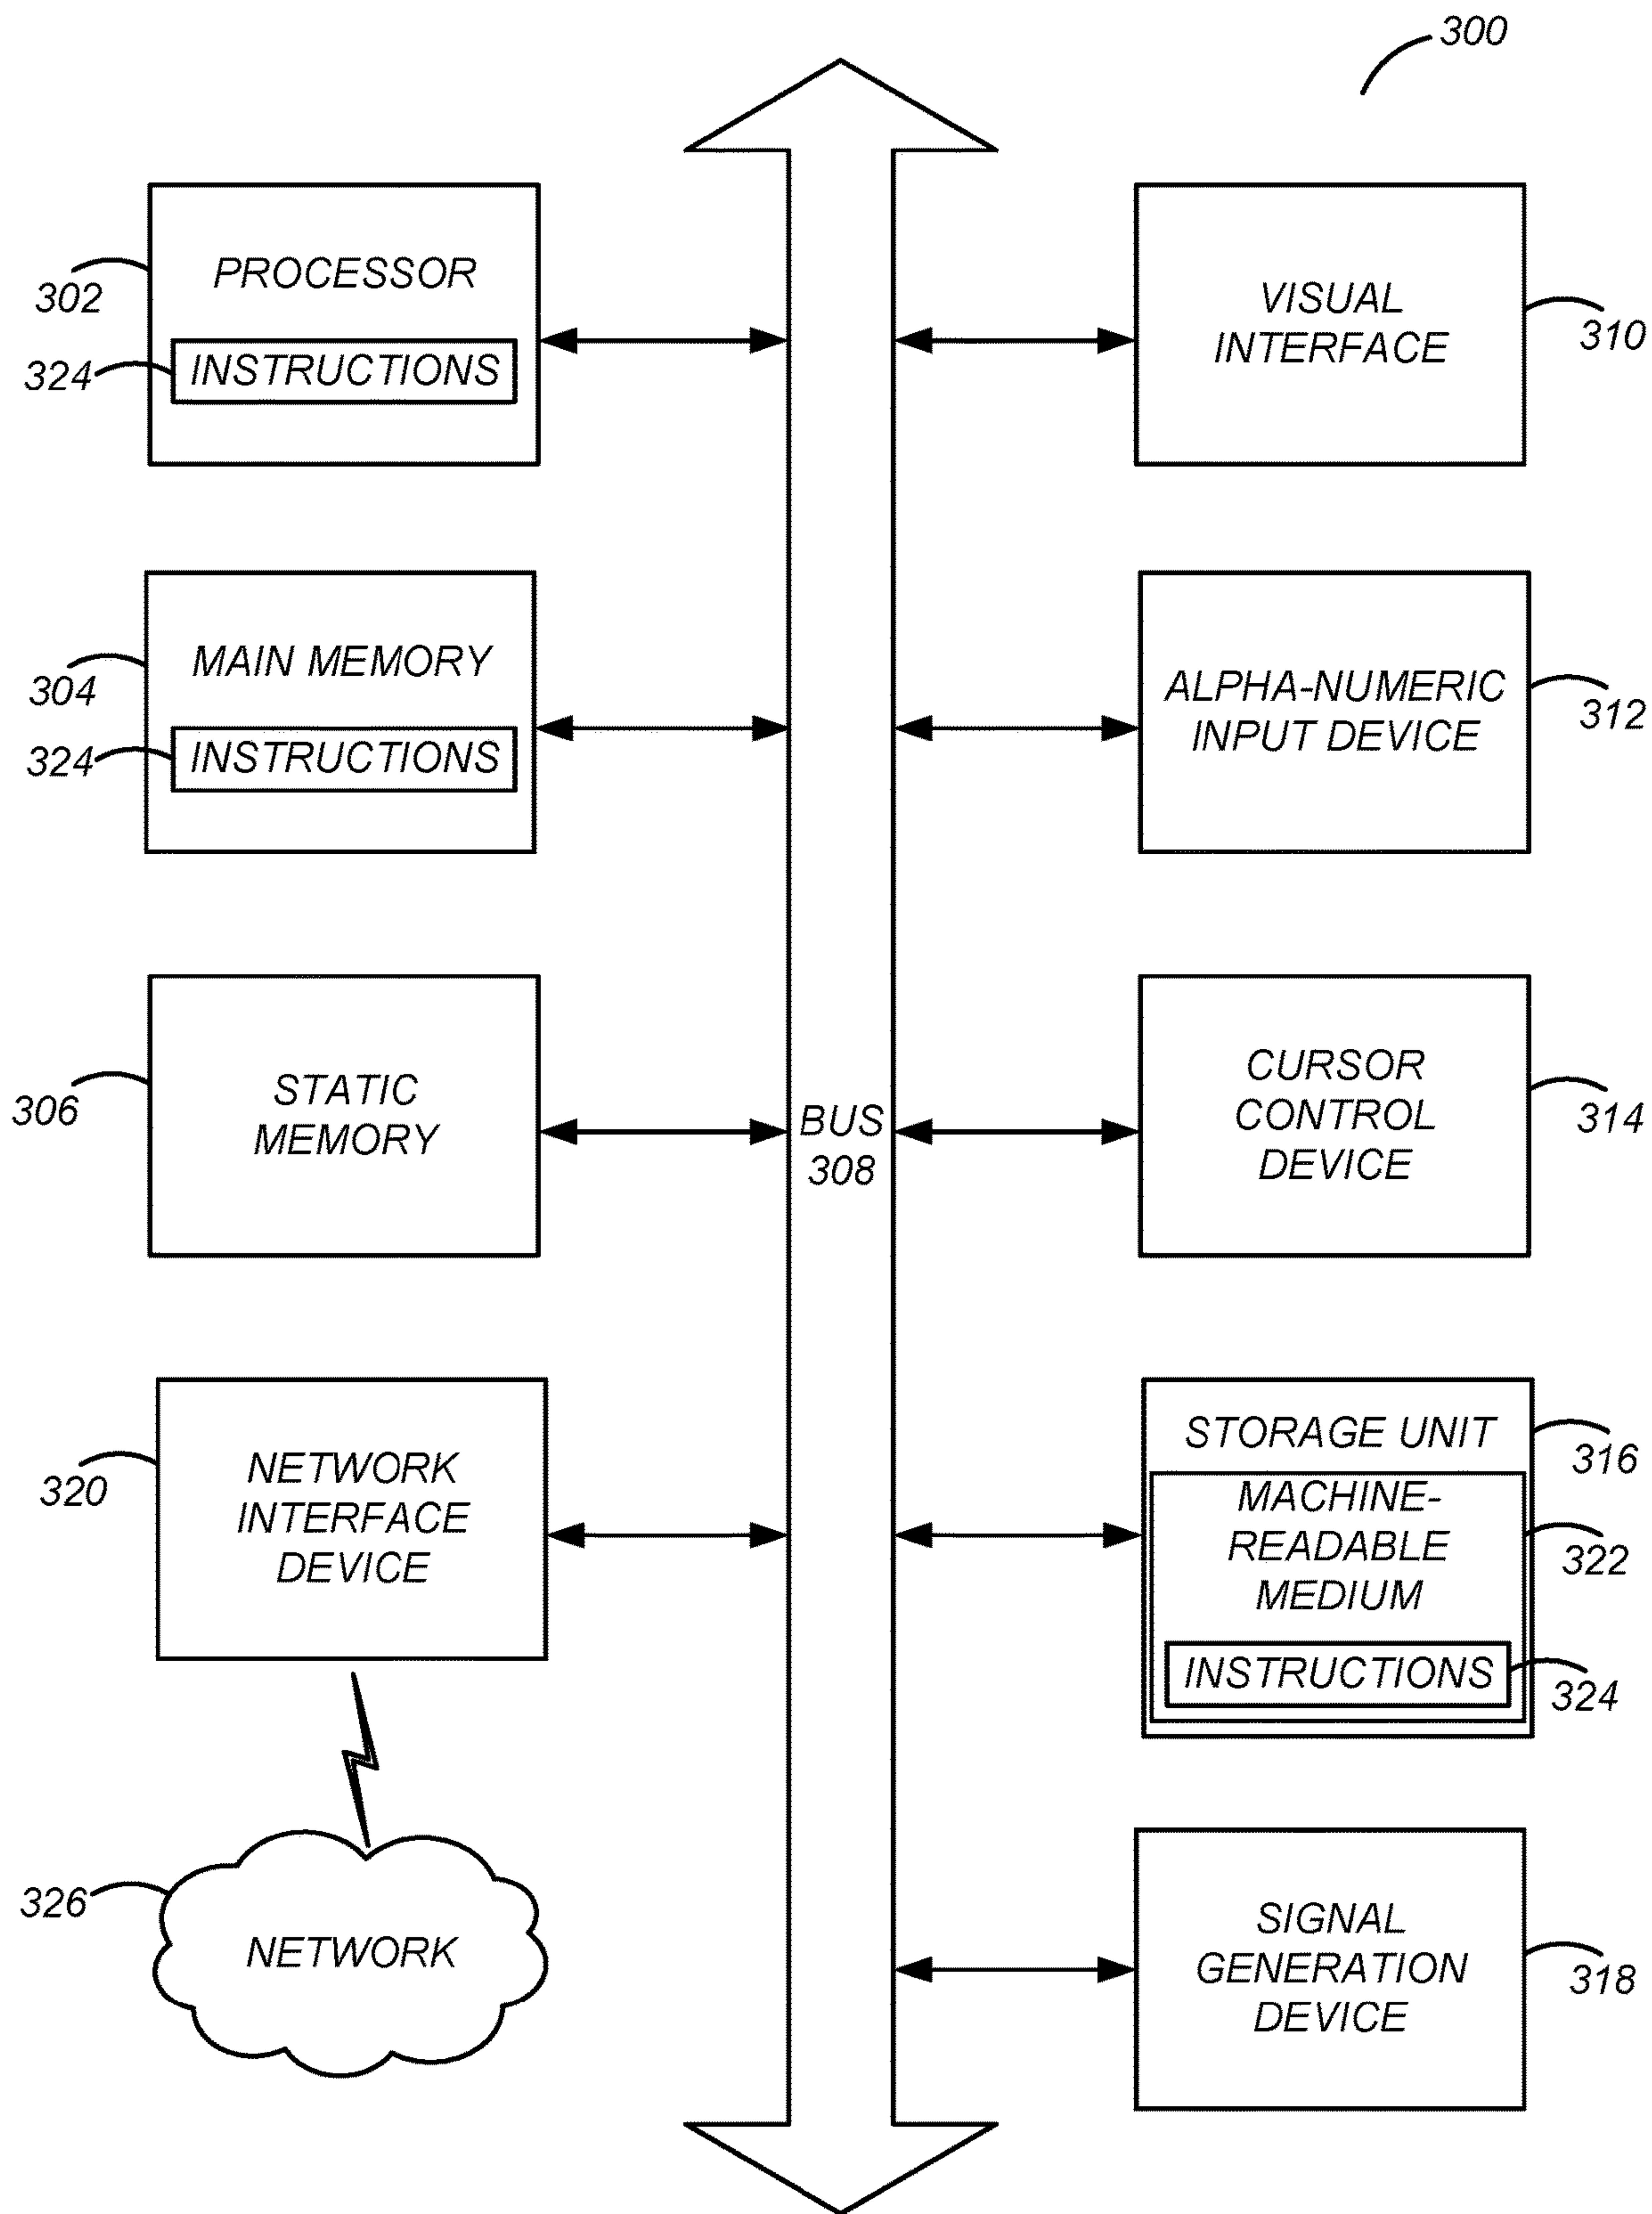 300
PROCESSOR
302
324
INSTRUCTIONS
VISUAL
INTERFACE
310
MAIN MEMORY
304
324
INSTRUCTIONS
ALPHA-NUMERIC
INPUT DEVICE
312
STATIC
MEMORY
306
BUS
308
CURSOR
CONTROL
DEVICE
314
NETWORK
INTERFACE
DEVICE
320
STORAGE UNIT
316
MACHINE-
READABLE
MEDIUM
322
INSTRUCTIONS
324
326
NETWORK
SIGNAL
GENERATION
DEVICE
318